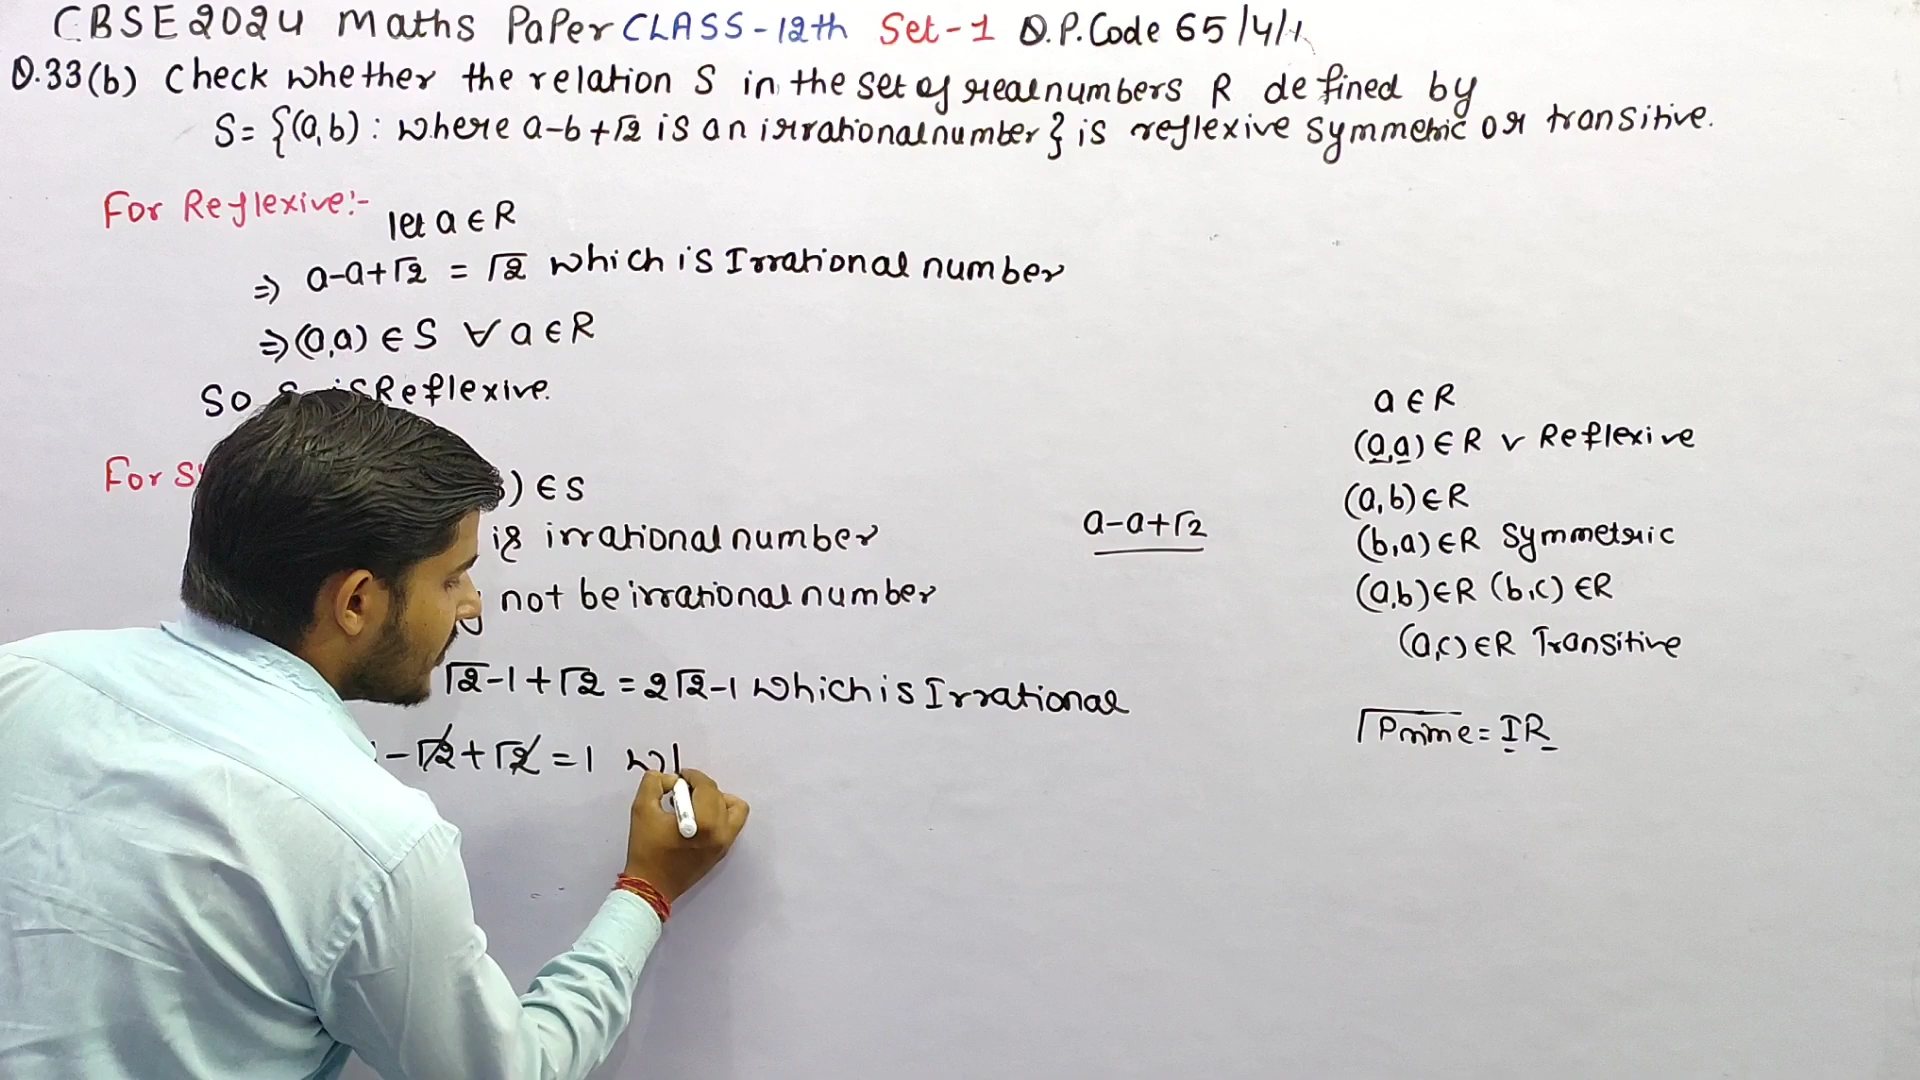 CBSE 2024 Maths Paper CLASS-12th Set-1 Q.P.Code 65/4/1
Q.33(b) Check whether the relation S in the set of real numbers R defined by
S = {(a,b) : where a-b+√2 is an irrational number} is reflexive symmetric or transitive.
For Reflexive:-
let a ∈ R
⇒ a-a+√2 = √2 which is Irrational number
⇒ (a,a) ∈ S ∀ a ∈ R
So is Reflexive.
For
) ∈ S
is irrational number
not be irrational number
√2-1+√2 = 2√2-1 which is Irrational
-√2+√2 = 1
a-a+√2
a ∈ R
(a,a) ∈ R Reflexive
(a,b) ∈ R
(b,a) ∈ R Symmetric
(a,b) ∈ R (b,c) ∈ R
(a,c) ∈ R Transitive
√Prime = IR